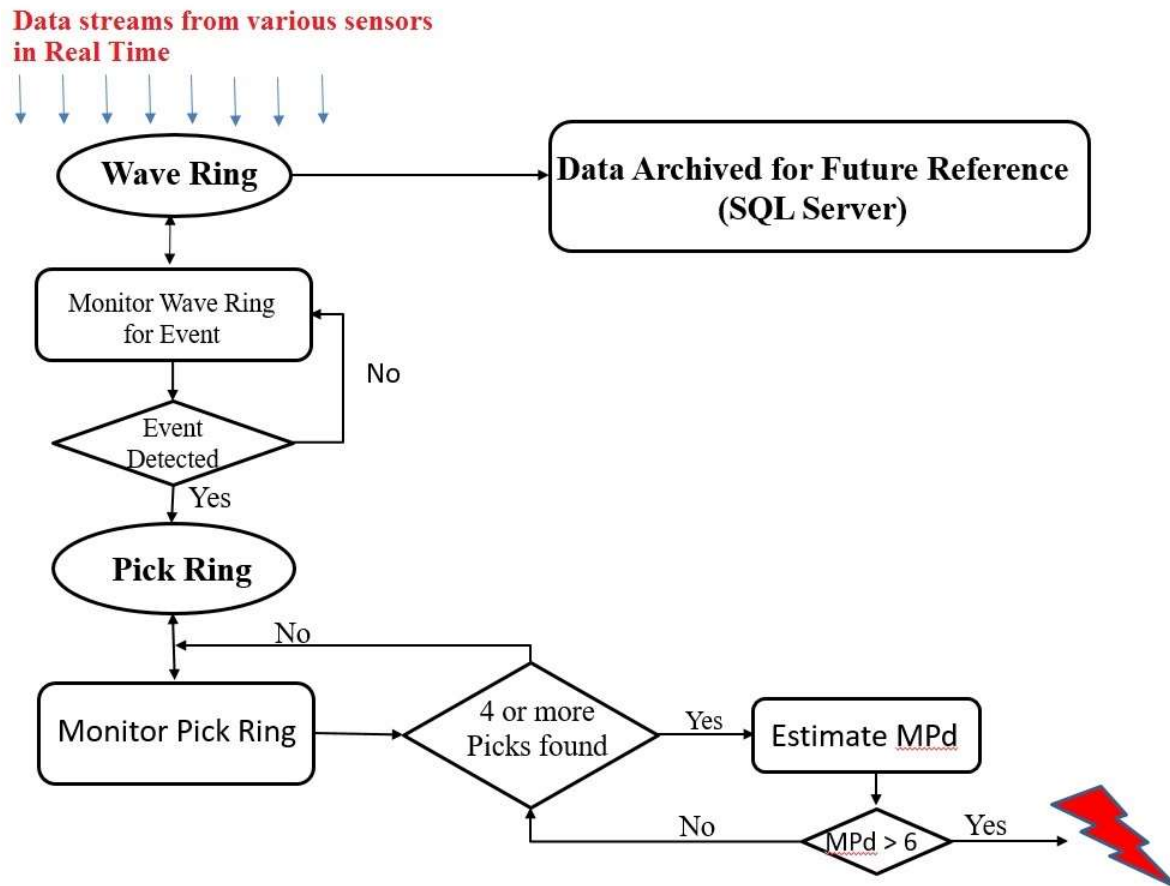 Data streams from various sensors
in Real Time
Wave Ring
Data Archived for Future Reference
(SQL Server)
Monitor Wave Ring
for Event
No
Event
Detected
Yes
Pick Ring
No
Monitor Pick Ring
4 or more
Picks found
Yes
Estimate MPd
No
MPd > 6
Yes